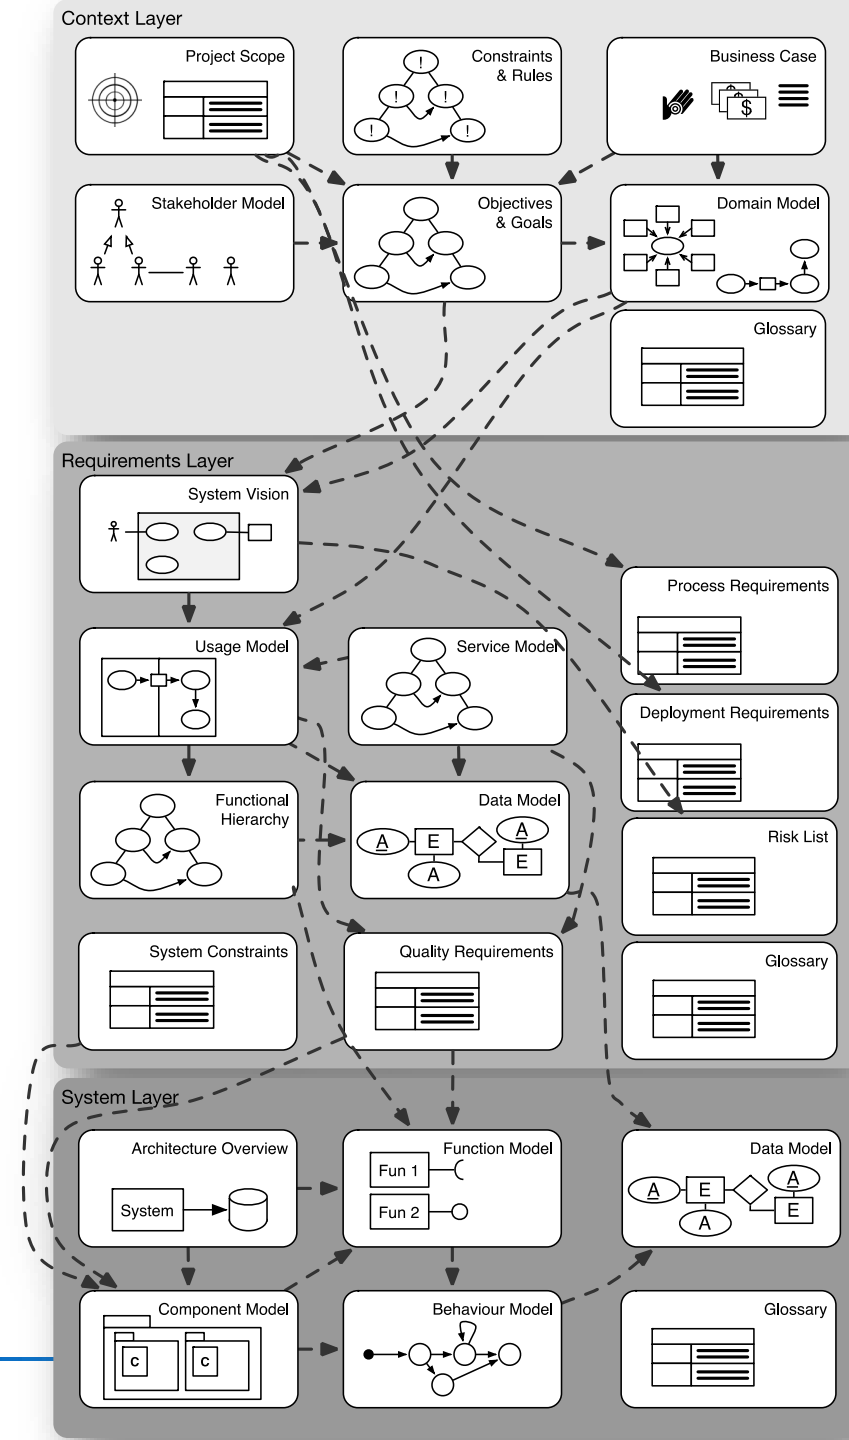 Context Layer
Project Scope
Constraints
& Rules
!
! !
! !
Business Case
$
Stakeholder Model
Objectives
& Goals
Domain Model
Glossary
Requirements Layer
System Vision
Process Requirements
Usage Model
Service Model
Deployment Requirements
Functional
Hierarchy
Data Model
A E A
A E
Risk List
System Constraints
Quality Requirements
Glossary
System Layer
Architecture Overview
System
Function Model
Fun 1
Fun 2
Data Model
A E A
A E
Component Model
C C
Behaviour Model
Glossary